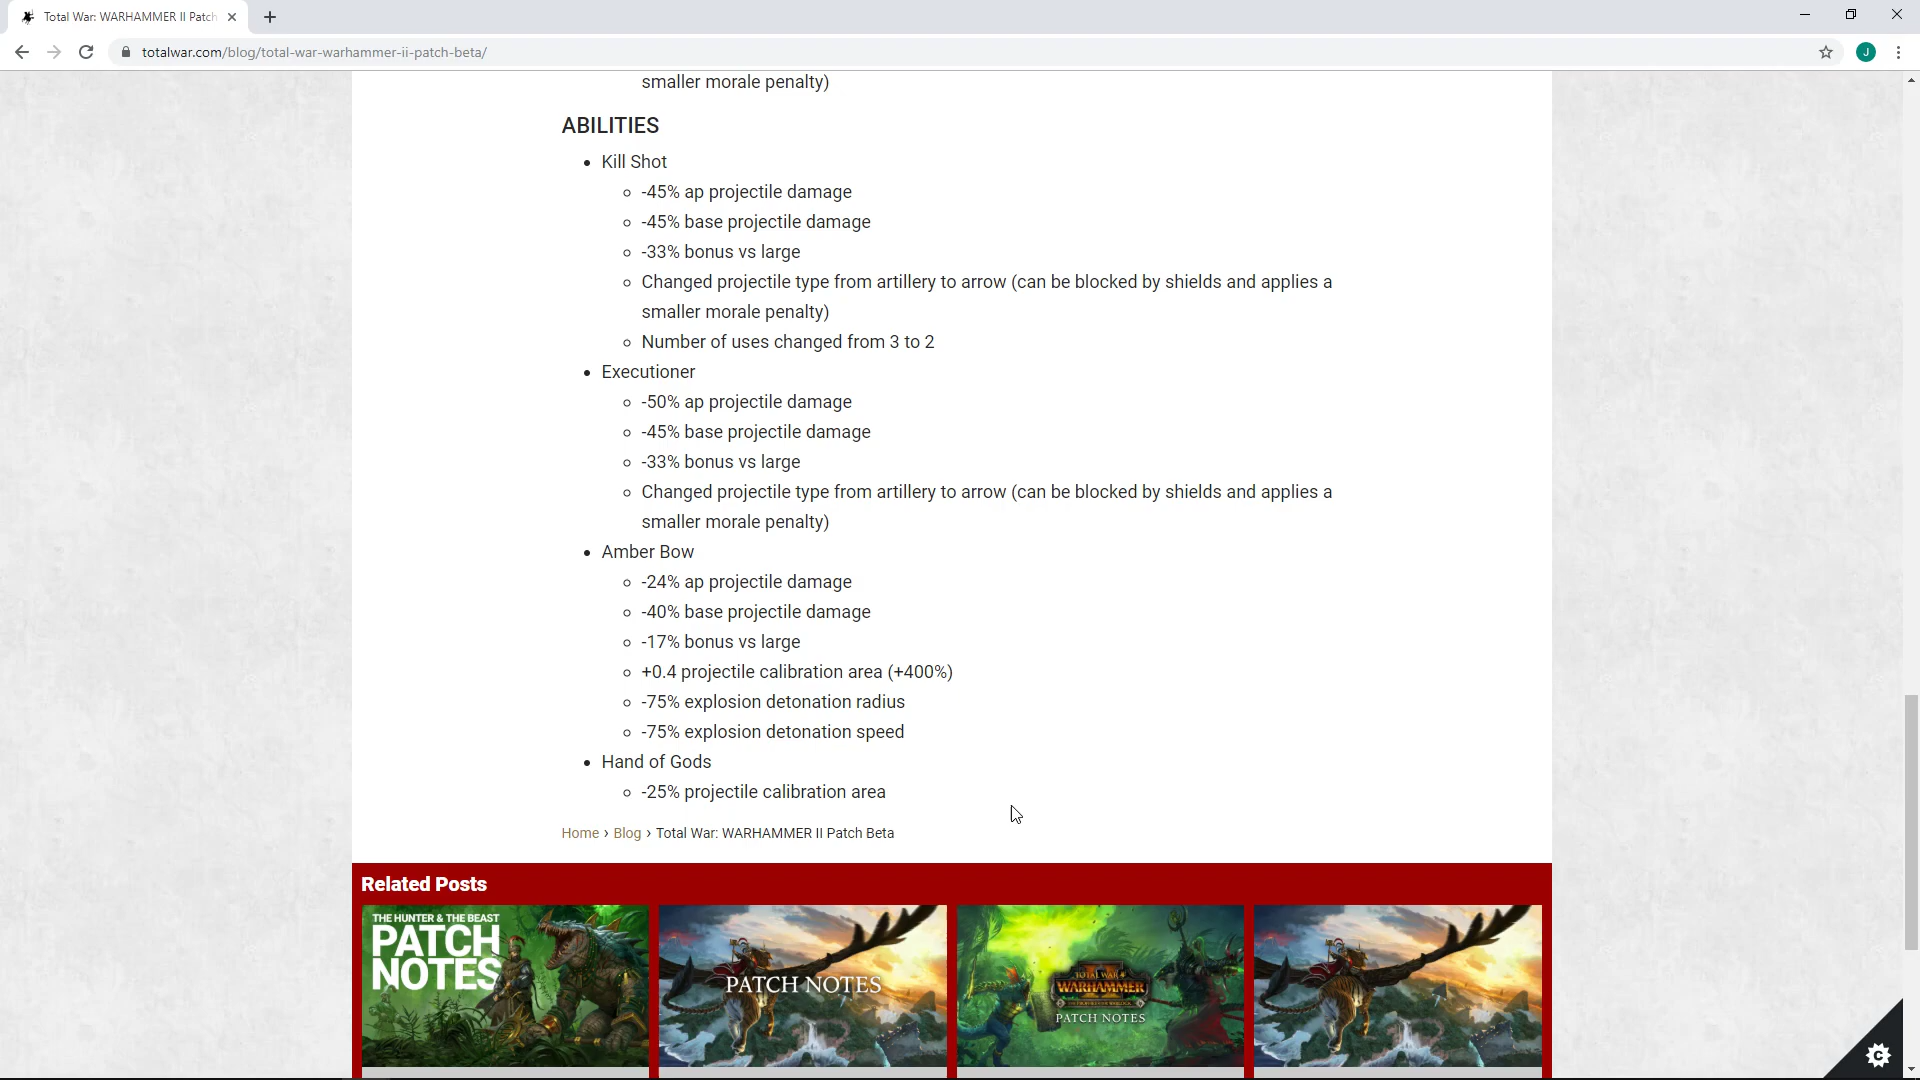 Total War: WARHAMMER II Patch
totalwar.com/blog/total-war-warhammer-ii-patch-beta/
J
smaller morale penalty)
ABILITIES
• Kill Shot
-45% ap projectile damage
-45% base projectile damage
-33% bonus vs large
Changed projectile type from artillery to arrow (can be blocked by shields and applies a
smaller morale penalty)
Number of uses changed from 3 to 2
• Executioner
-50% ap projectile damage
-45% base projectile damage
-33% bonus vs large
Changed projectile type from artillery to arrow (can be blocked by shields and applies a
smaller morale penalty)
• Amber Bow
-24% ap projectile damage
-40% base projectile damage
-17% bonus vs large
+0.4 projectile calibration area (+400%)
-75% explosion detonation radius
-75% explosion detonation speed
• Hand of Gods
-25% projectile calibration area
Home › Blog › Total War: WARHAMMER II Patch Beta
Related Posts
THE HUNTER & THE BEAST
PATCH
NOTES
PATCH NOTES
TOTAL WAR
WARHAMMER
PATCH NOTES
C